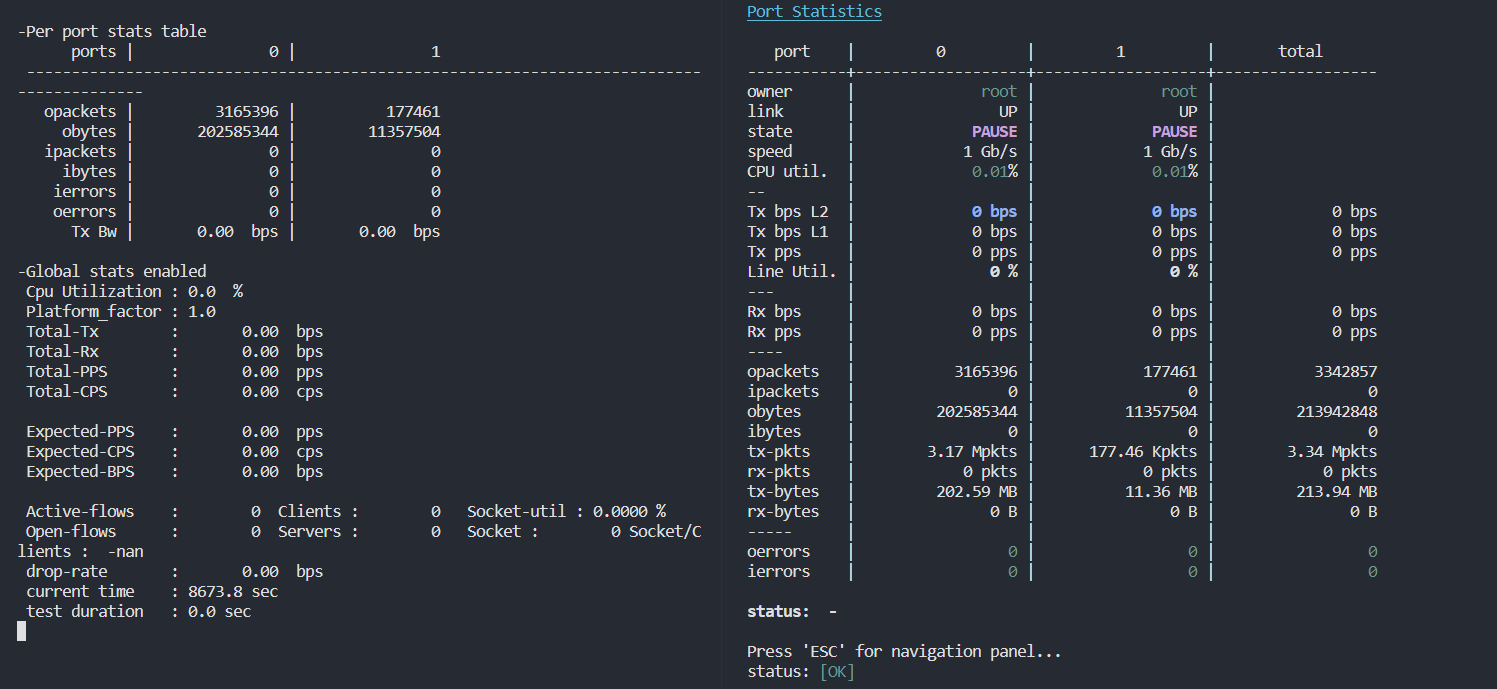 -Per port stats table
ports | 0 | 1
---------------------------------------------------------------------------
--------------
opackets | 3165396 | 177461
obytes | 202585344 | 11357504
ipackets | 0 | 0
ibytes | 0 | 0
ierrors | 0 | 0
oerrors | 0 | 0
Tx Bw | 0.00 bps | 0.00 bps
-Global stats enabled
Cpu Utilization : 0.0 %
Platform_factor : 1.0
Total-Tx : 0.00 bps
Total-Rx : 0.00 bps
Total-PPS : 0.00 pps
Total-CPS : 0.00 cps
Expected-PPS : 0.00 pps
Expected-CPS : 0.00 cps
Expected-BPS : 0.00 bps
Active-flows : 0 Clients : 0 Socket-util : 0.0000 %
Open-flows : 0 Servers : 0 Socket : 0 Socket/C
lients : -nan
drop-rate : 0.00 bps
current time : 8673.8 sec
test duration : 0.0 sec
Port Statistics
port | 0 | 1 | total
-----------+-------------------+-------------------+------------------
owner | root | root |
link | UP | UP |
state | PAUSE | PAUSE |
speed | 1 Gb/s | 1 Gb/s |
CPU util. | 0.01% | 0.01% |
-- | | |
Tx bps L2 | 0 bps | 0 bps | 0 bps
Tx bps L1 | 0 bps | 0 bps | 0 bps
Tx pps | 0 pps | 0 pps | 0 pps
Line Util. | 0 % | 0 % |
--- | | |
Rx bps | 0 bps | 0 bps | 0 bps
Rx pps | 0 pps | 0 pps | 0 pps
---- | | |
opackets | 3165396 | 177461 | 3342857
ipackets | 0 | 0 | 0
obytes | 202585344 | 11357504 | 213942848
ibytes | 0 | 0 | 0
tx-pkts | 3.17 Mpkts | 177.46 Kpkts | 3.34 Mpkts
rx-pkts | 0 pkts | 0 pkts | 0 pkts
tx-bytes | 202.59 MB | 11.36 MB | 213.94 MB
rx-bytes | 0 B | 0 B | 0 B
----- | | |
oerrors | 0 | 0 | 0
ierrors | 0 | 0 | 0
status: -
Press 'ESC' for navigation panel...
status: [OK]